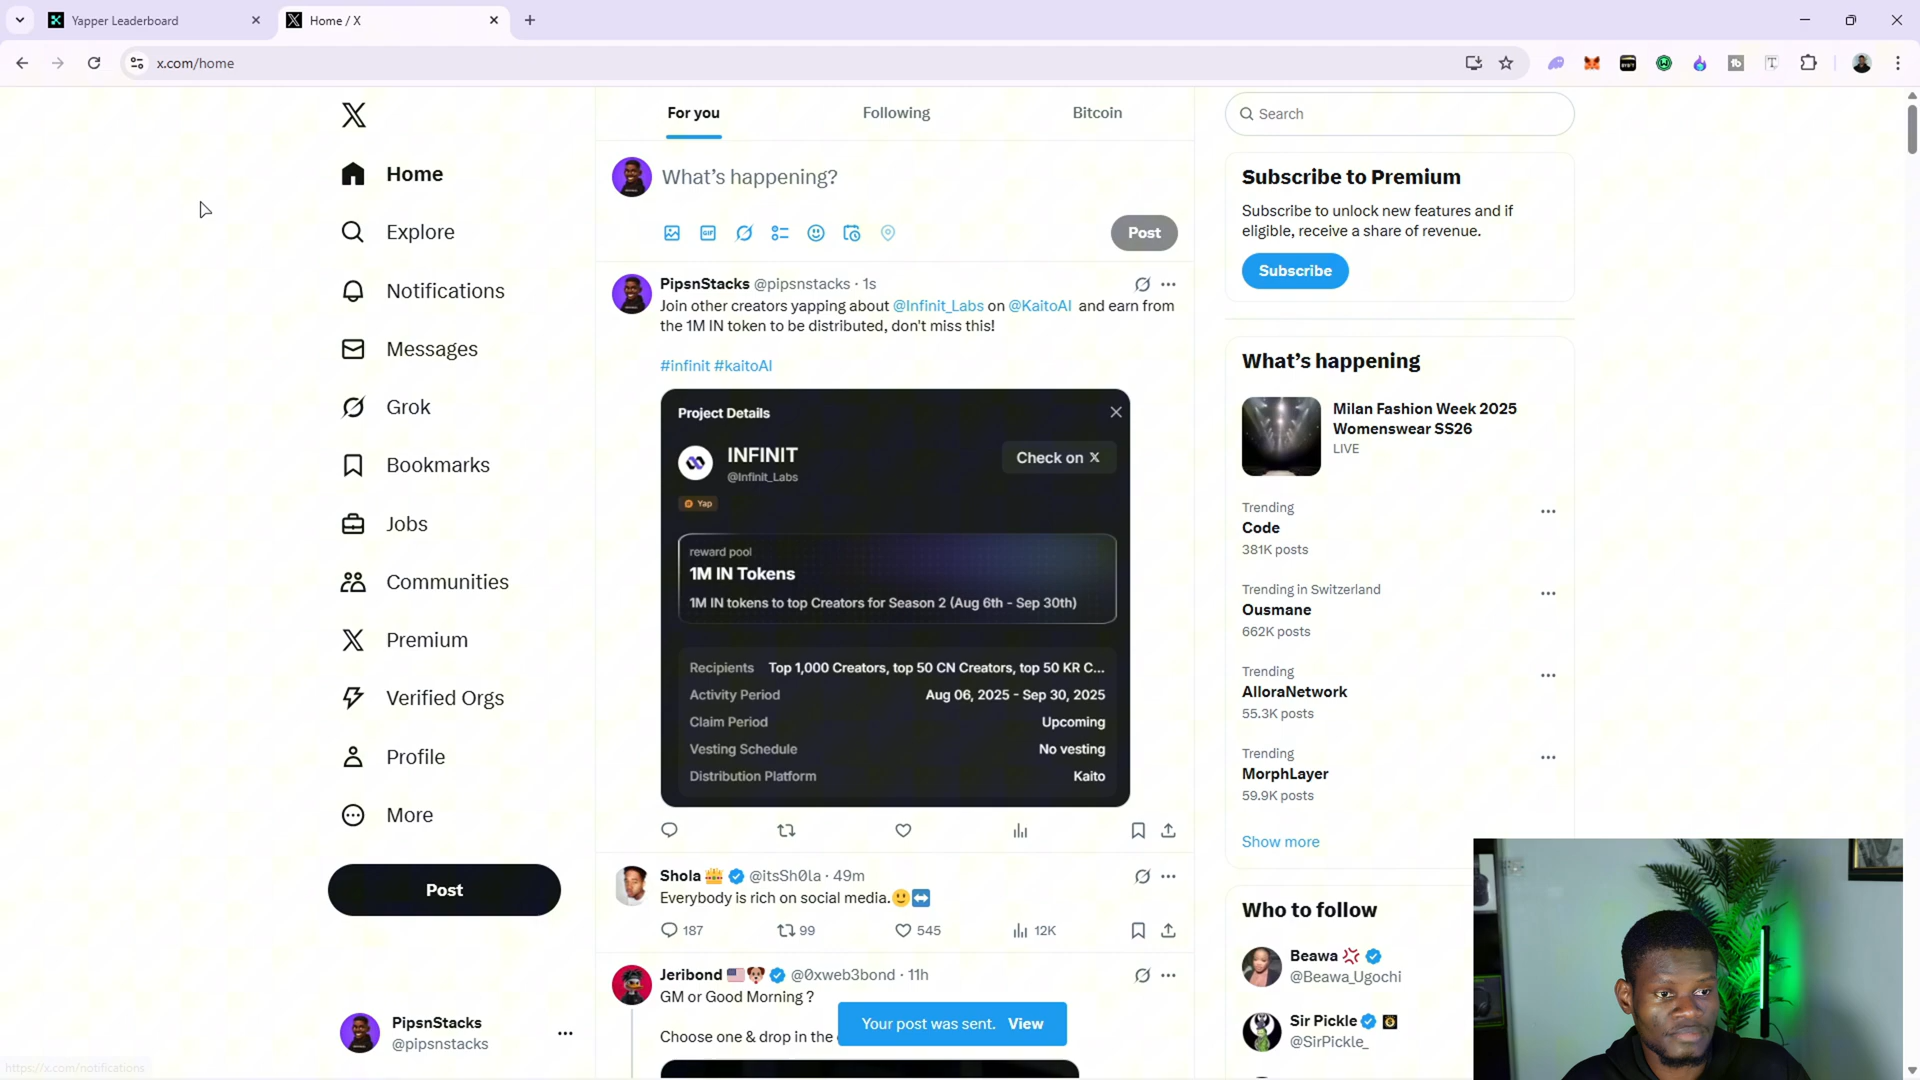 Yapper Leaderboard
Home / X
x.com/home
For you
Following
Bitcoin
Search
Home
Explore
Notifications
Messages
Grok
Bookmarks
Jobs
Communities
Premium
Verified Orgs
Profile
More
Post
PipsnStacks
@pipsnstacks
https://x.com/notifications
What's happening?
GIF
Post
PipsnStacks @pipsnstacks · 1s
Join other creators yapping about @Infinit_Labs on @KaitoAI and earn from
the 1M IN token to be distributed, don't miss this!
#infinit #kaitoAI
Project Details
INFINIT
@Infinit_Labs
Check on X
Yap
reward pool
1M IN Tokens
1M IN tokens to top Creators for Season 2 (Aug 6th - Sep 30th)
Recipients Top 1,000 Creators, top 50 CN Creators, top 50 KR C...
Activity Period Aug 06, 2025 - Sep 30, 2025
Claim Period Upcoming
Vesting Schedule No vesting
Distribution Platform Kaito
Shola @itsSh0la · 49m
Everybody is rich on social media.
187 99 545 12K
Jeribond @0xweb3bond · 11h
GM or Good Morning ?
Choose one & drop in the
Your post was sent. View
Subscribe to Premium
Subscribe to unlock new features and if
eligible, receive a share of revenue.
Subscribe
What's happening
Milan Fashion Week 2025
Womenswear SS26
LIVE
Trending
Code
381K posts
Trending in Switzerland
Ousmane
662K posts
Trending
AlloraNetwork
55.3K posts
Trending
MorphLayer
59.9K posts
Show more
Who to follow
Beawa
@Beawa_Ugochi
Sir Pickle
@SirPickle_